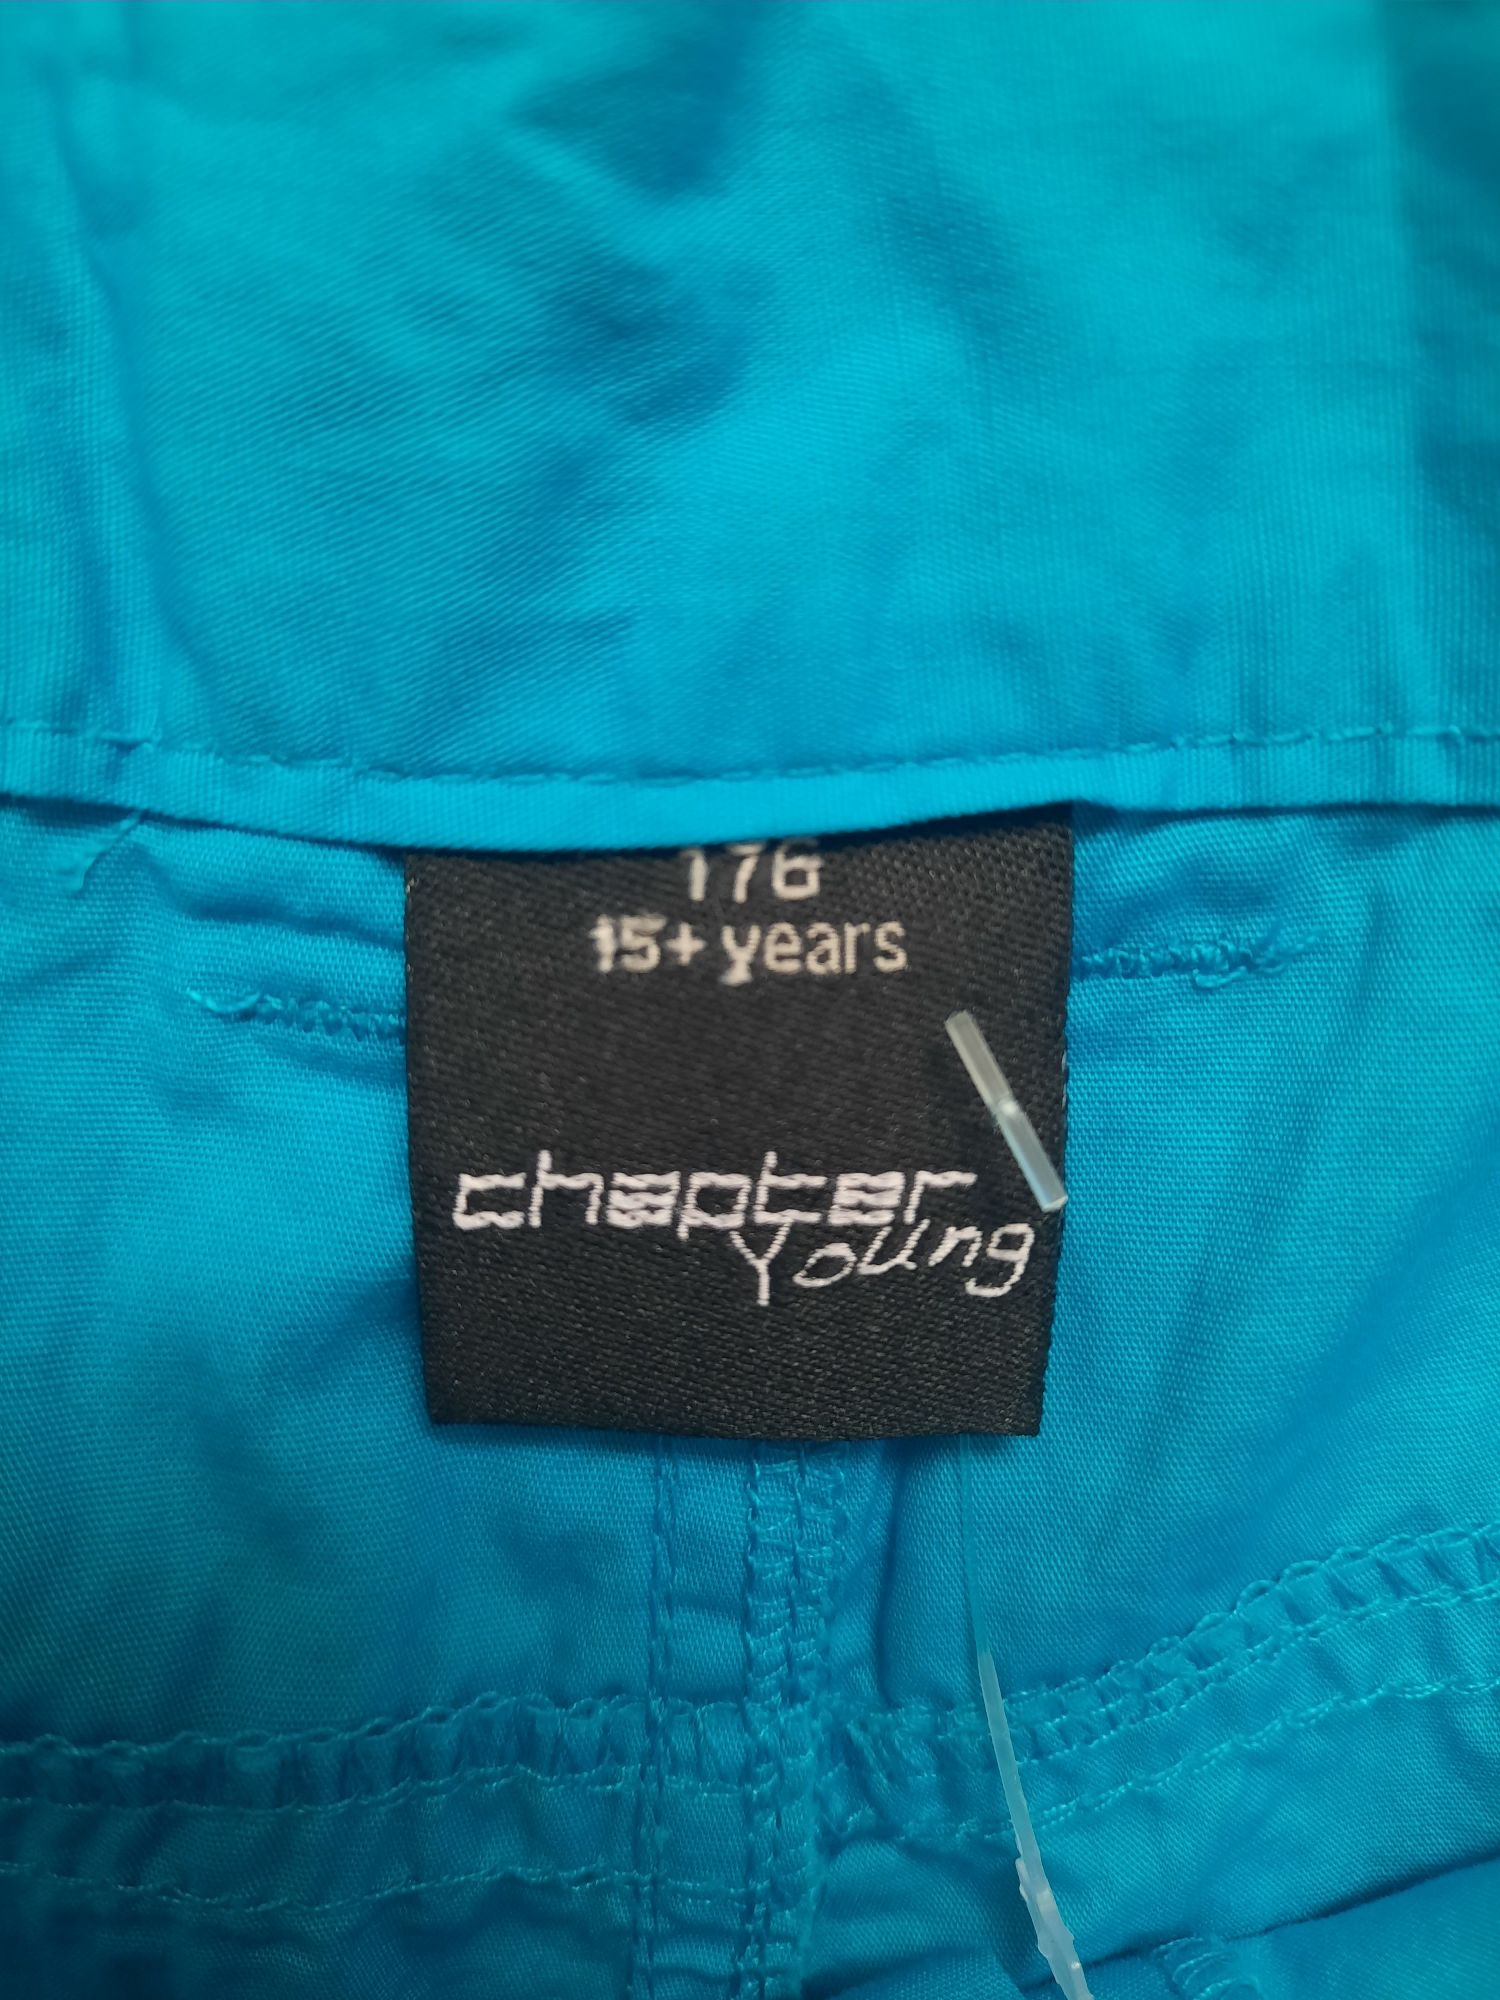 176
15+ years
chapter
Young